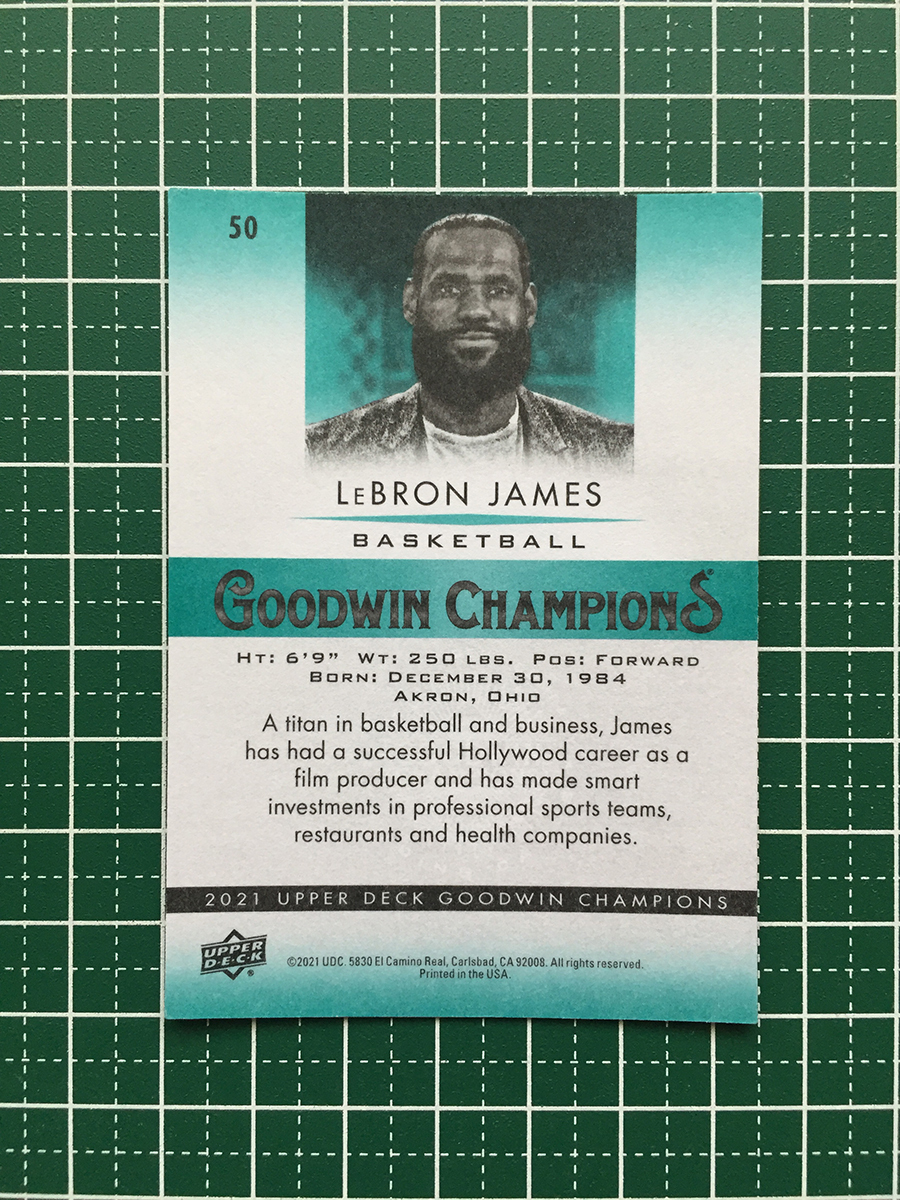 50
LeBRON JAMES
BASKETBALL
GOODWIN CHAMPIONS®
HT: 6'9" WT: 250 LBS. POS: FORWARD
BORN: DECEMBER 30, 1984
AKRON, OHIO
A titan in basketball and business, James
has had a successful Hollywood career as a
film producer and has made smart
investments in professional sports teams,
restaurants and health companies.
2021 UPPER DECK GOODWIN CHAMPIONS
UPPER
D·E·C·K
®
©2021 UDC. 5830 El Camino Real, Carlsbad, CA 92008. All rights reserved.
Printed in the USA.